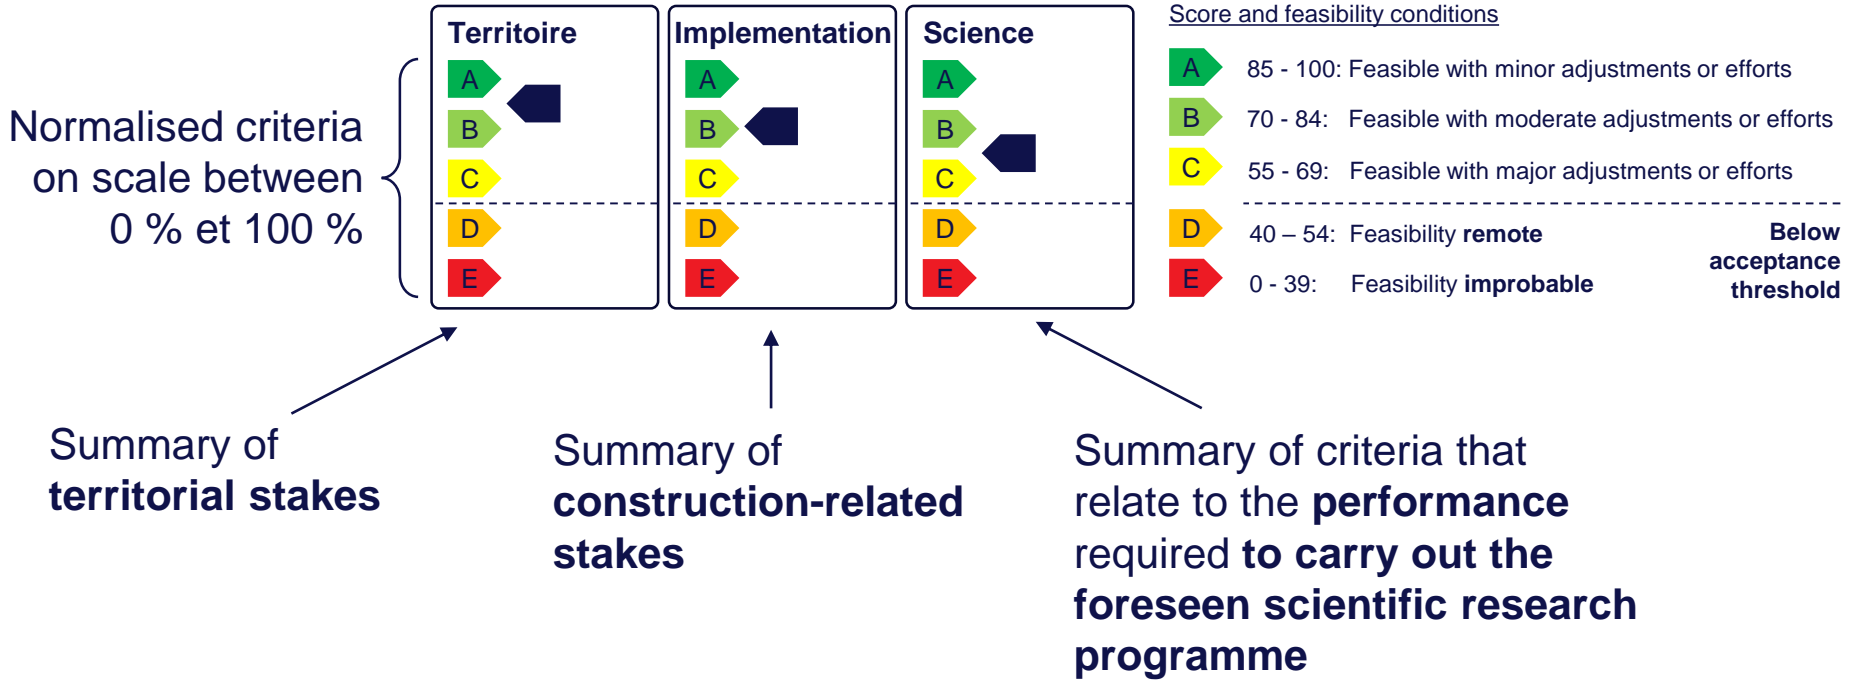 Normalised criteria
on scale between
0 % et 100 %
Territoire
A
B
C
D
E
Implementation
A
B
C
D
E
Science
A
B
C
D
E
Score and feasibility conditions
A 85 - 100: Feasible with minor adjustments or efforts
B 70 - 84: Feasible with moderate adjustments or efforts
C 55 - 69: Feasible with major adjustments or efforts
D 40 – 54: Feasibility remote
E 0 - 39: Feasibility improbable
Below
acceptance
threshold
Summary of
territorial stakes
Summary of
construction-related
stakes
Summary of criteria that
relate to the performance
required to carry out the
foreseen scientific research
programme